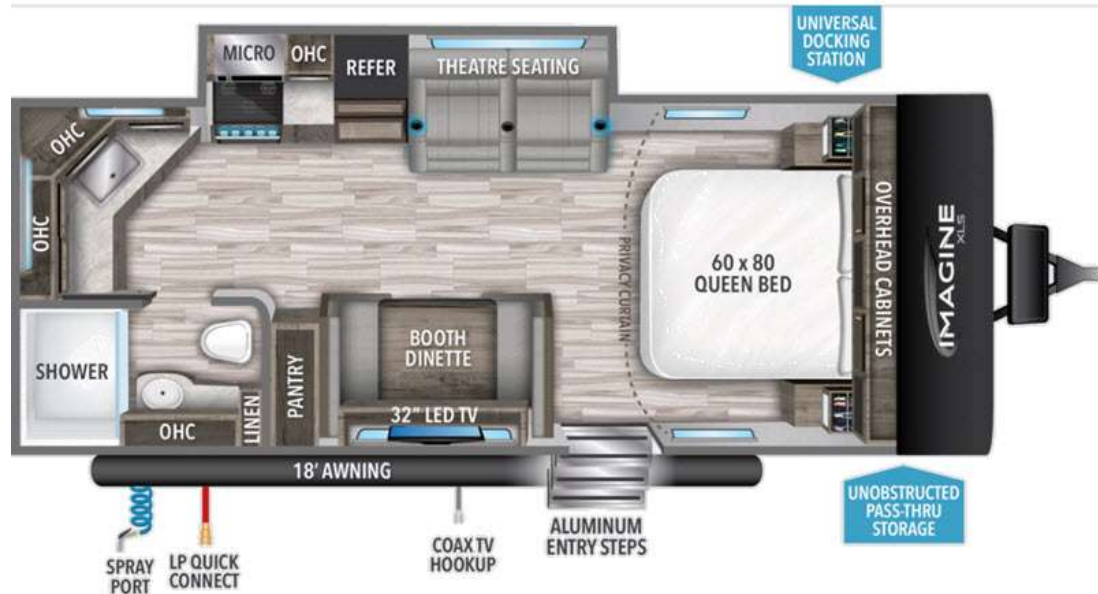 UNIVERSAL
DOCKING
STATION
MICRO
OHC
REFER
THEATRE SEATING
OHC
OHC
PRIVACY CURTAIN
60 x 80
QUEEN BED
OVERHEAD CABINETS
IMAGINE
XLS
SHOWER
OHC
LINEN
PANTRY
BOOTH
DINETTE
32" LED TV
18' AWNING
SPRAY
PORT
LP QUICK
CONNECT
COAX TV
HOOKUP
ALUMINUM
ENTRY STEPS
UNOBSTRUCTED
PASS-THRU
STORAGE